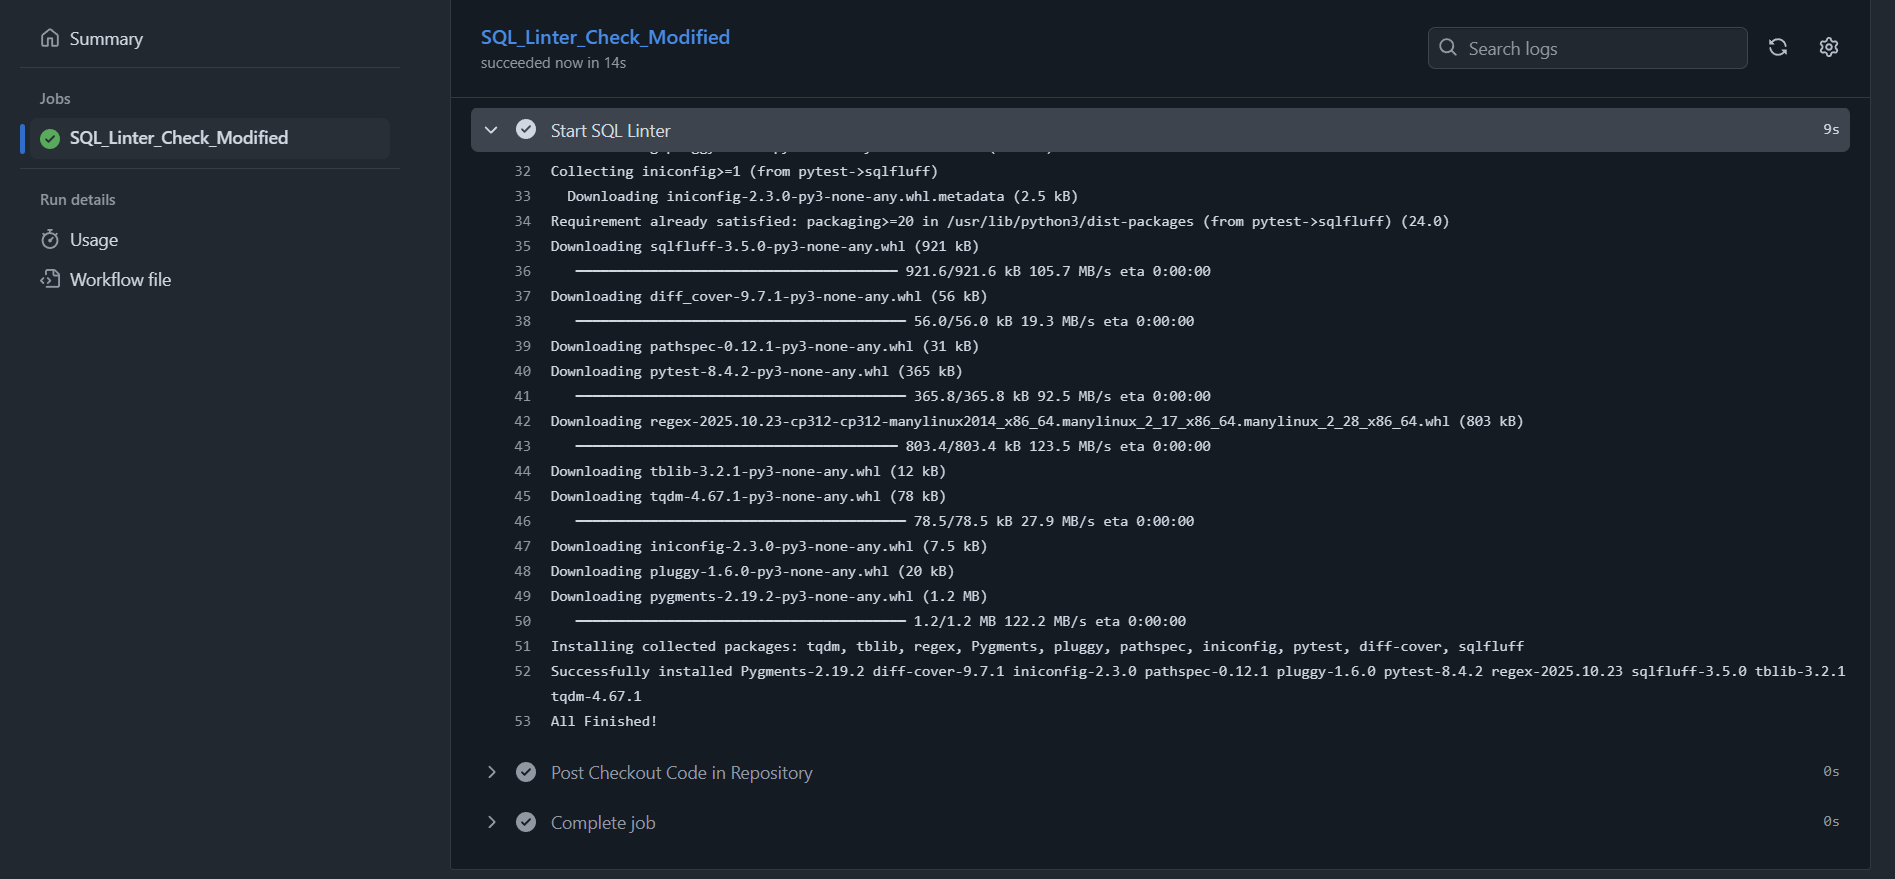 Summary
Jobs
SQL_Linter_Check_Modified
Run details
Usage
Workflow file
SQL_Linter_Check_Modified
succeeded now in 14s
Search logs
Start SQL Linter 9s
32 Collecting iniconfig>=1 (from pytest->sqlfluff)
33 Downloading iniconfig-2.3.0-py3-none-any.whl.metadata (2.5 kB)
34 Requirement already satisfied: packaging>=20 in /usr/lib/python3/dist-packages (from pytest->sqlfluff) (24.0)
35 Downloading sqlfluff-3.5.0-py3-none-any.whl (921 kB)
36 921.6/921.6 kB 105.7 MB/s eta 0:00:00
37 Downloading diff_cover-9.7.1-py3-none-any.whl (56 kB)
38 56.0/56.0 kB 19.3 MB/s eta 0:00:00
39 Downloading pathspec-0.12.1-py3-none-any.whl (31 kB)
40 Downloading pytest-8.4.2-py3-none-any.whl (365 kB)
41 365.8/365.8 kB 92.5 MB/s eta 0:00:00
42 Downloading regex-2025.10.23-cp312-cp312-manylinux2014_x86_64.manylinux_2_17_x86_64.manylinux_2_28_x86_64.whl (803 kB)
43 803.4/803.4 kB 123.5 MB/s eta 0:00:00
44 Downloading tblib-3.2.1-py3-none-any.whl (12 kB)
45 Downloading tqdm-4.67.1-py3-none-any.whl (78 kB)
46 78.5/78.5 kB 27.9 MB/s eta 0:00:00
47 Downloading iniconfig-2.3.0-py3-none-any.whl (7.5 kB)
48 Downloading pluggy-1.6.0-py3-none-any.whl (20 kB)
49 Downloading pygments-2.19.2-py3-none-any.whl (1.2 MB)
50 1.2/1.2 MB 122.2 MB/s eta 0:00:00
51 Installing collected packages: tqdm, tblib, regex, Pygments, pluggy, pathspec, iniconfig, pytest, diff-cover, sqlfluff
52 Successfully installed Pygments-2.19.2 diff-cover-9.7.1 iniconfig-2.3.0 pathspec-0.12.1 pluggy-1.6.0 pytest-8.4.2 regex-2025.10.23 sqlfluff-3.5.0 tblib-3.2.1
tqdm-4.67.1
53 All Finished!
Post Checkout Code in Repository 0s
Complete job 0s